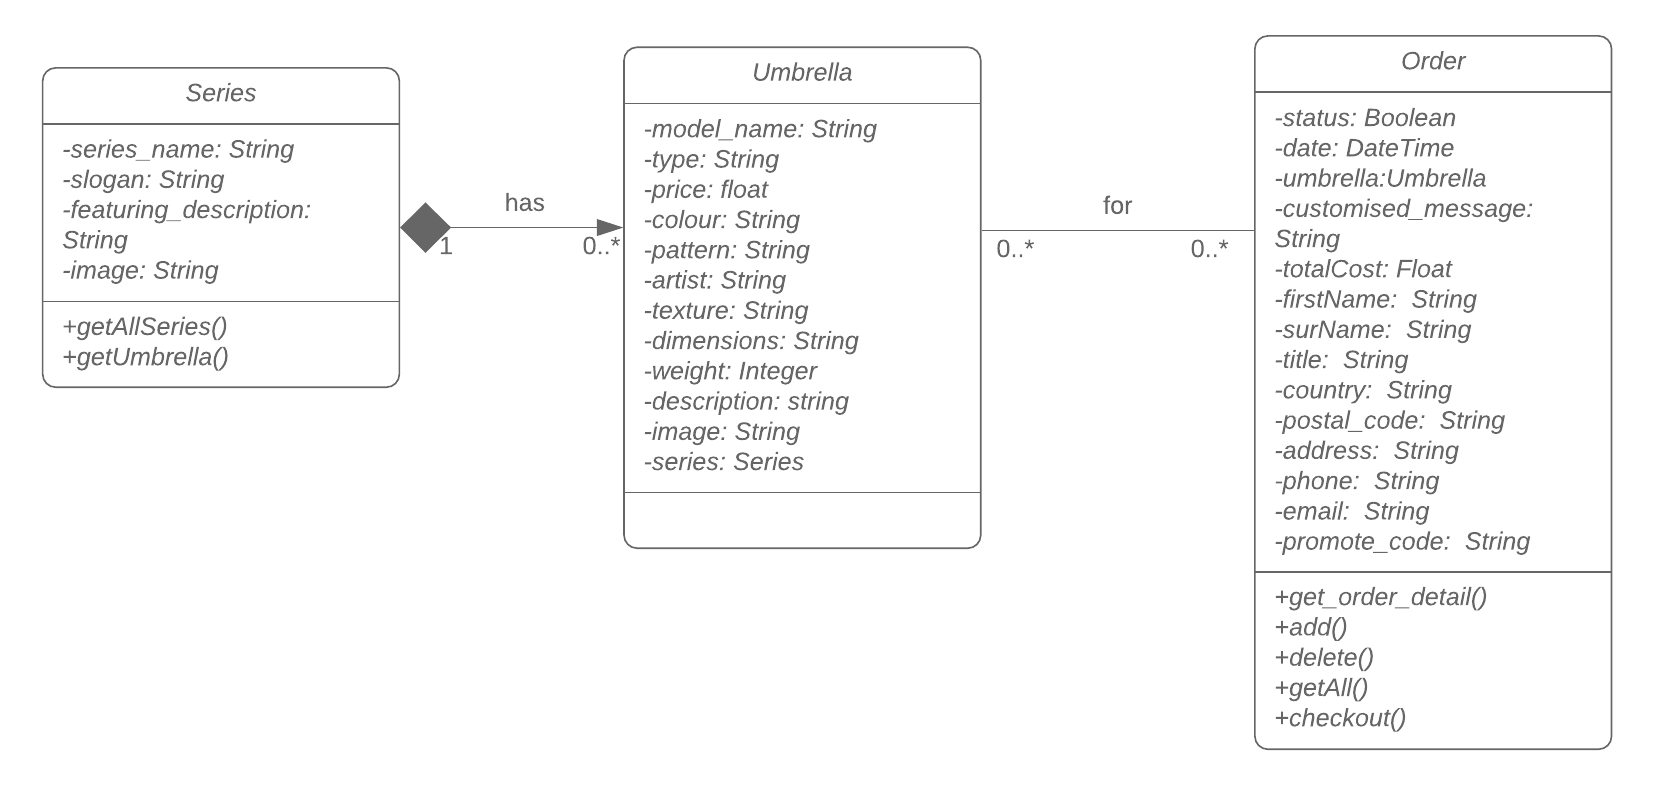 Series
-series_name: String
-slogan: String
-featuring_description:
String
-image: String
+getAllSeries()
+getUmbrella()
has
1
0..*
Umbrella
-model_name: String
-type: String
-price: float
-colour: String
-pattern: String
-artist: String
-texture: String
-dimensions: String
-weight: Integer
-description: string
-image: String
-series: Series
for
0..*
0..*
Order
-status: Boolean
-date: DateTime
-umbrella:Umbrella
-customised_message:
String
-totalCost: Float
-firstName:  String
-surName:  String
-title:  String
-country:  String
-postal_code:  String
-address:  String
-phone:  String
-email:  String
-promote_code:  String
+get_order_detail()
+add()
+delete()
+getAll()
+checkout()